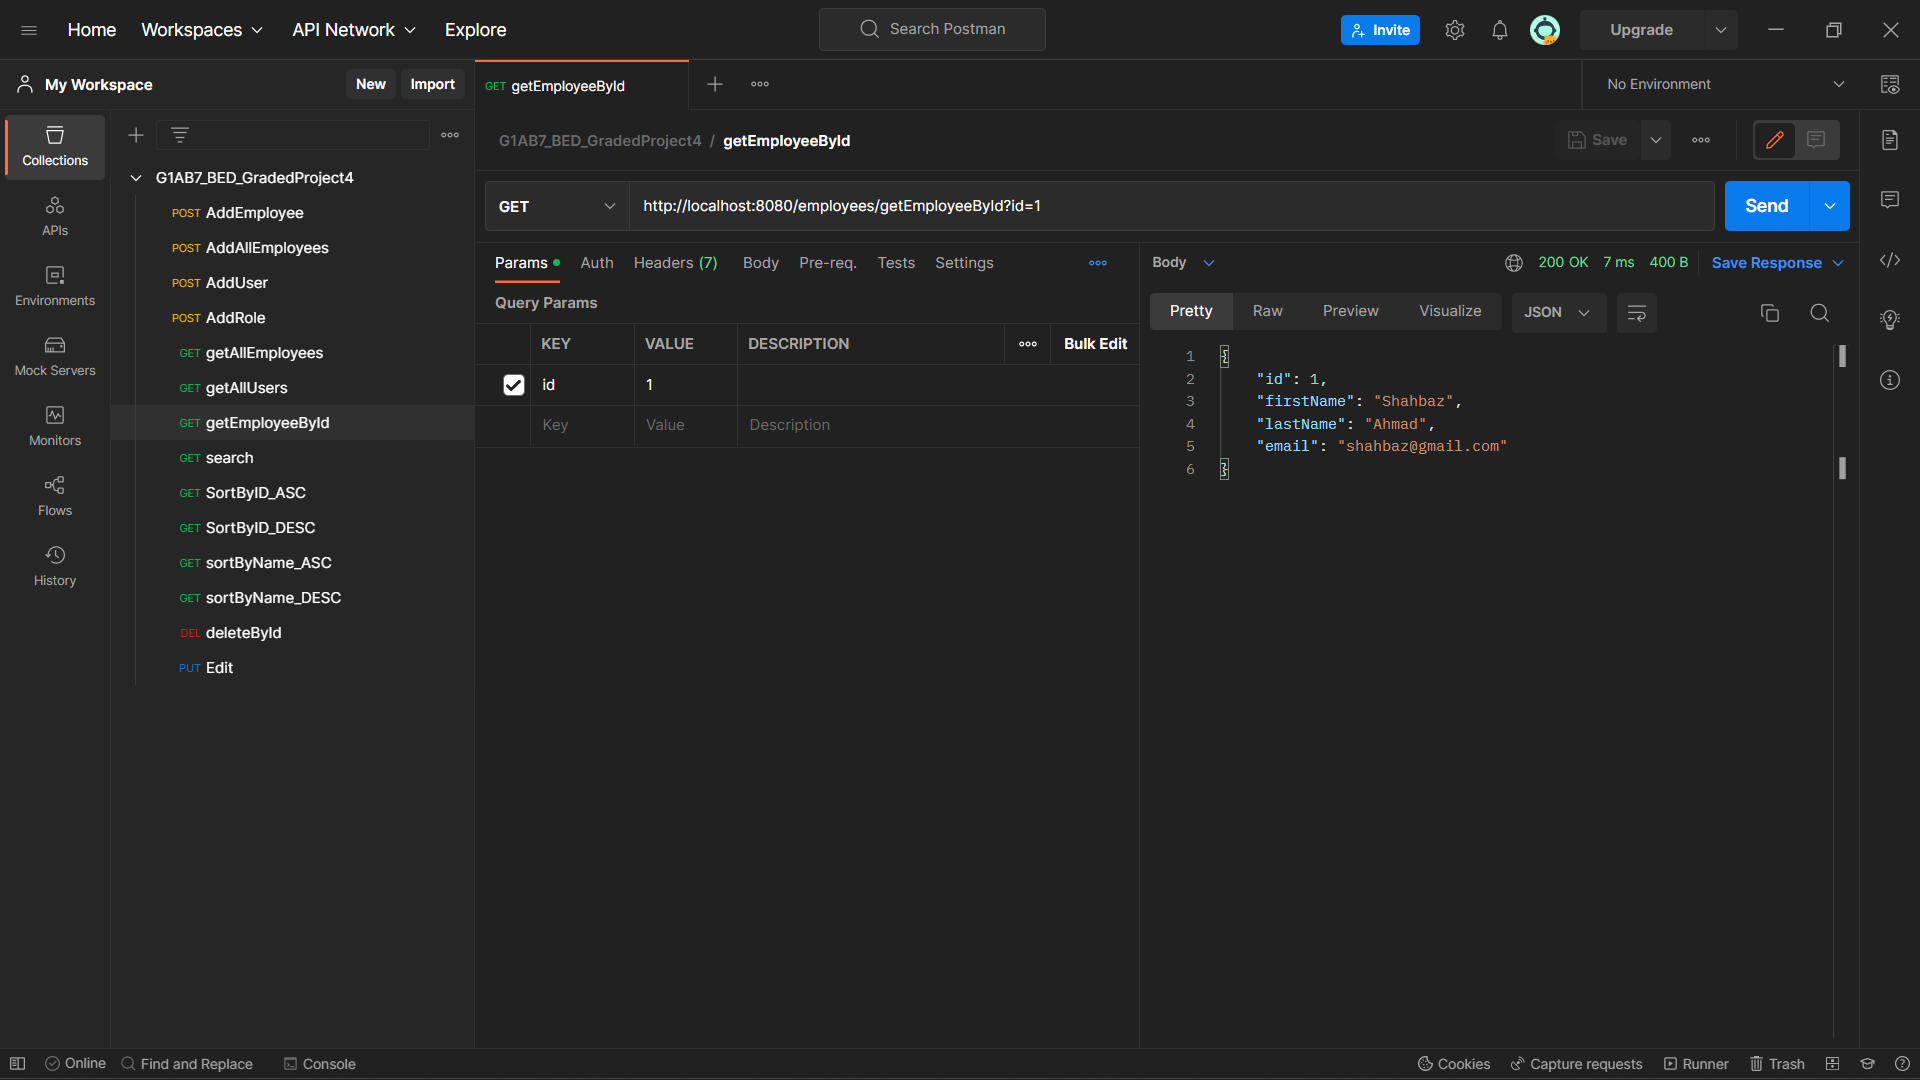 Home Workspaces API Network Explore Search Postman Invite Upgrade
My Workspace New Import GET getEmployeeById No Environment
Collections
APIs
Environments
Mock Servers
Monitors
Flows
History
G1AB7_BED_GradedProject4
POST AddEmployee
POST AddAllEmployees
POST AddUser
POST AddRole
GET getAllEmployees
GET getAllUsers
GET getEmployeeById
GET search
GET SortByID_ASC
GET SortByID_DESC
GET sortByName_ASC
GET sortByName_DESC
DEL deleteById
PUT Edit
G1AB7_BED_GradedProject4 / getEmployeeById Save
GET http://localhost:8080/employees/getEmployeeById?id=1 Send
Params Auth Headers (7) Body Pre-req. Tests Settings
Query Params
KEY VALUE DESCRIPTION Bulk Edit
id 1
Key Value Description
Body 200 OK 7 ms 400 B Save Response
Pretty Raw Preview Visualize JSON
1 {
2 "id": 1,
3 "firstName": "Shahbaz",
4 "lastName": "Ahmad",
5 "email": "shahbaz@gmail.com"
6 }
Online Find and Replace Console Cookies Capture requests Runner Trash